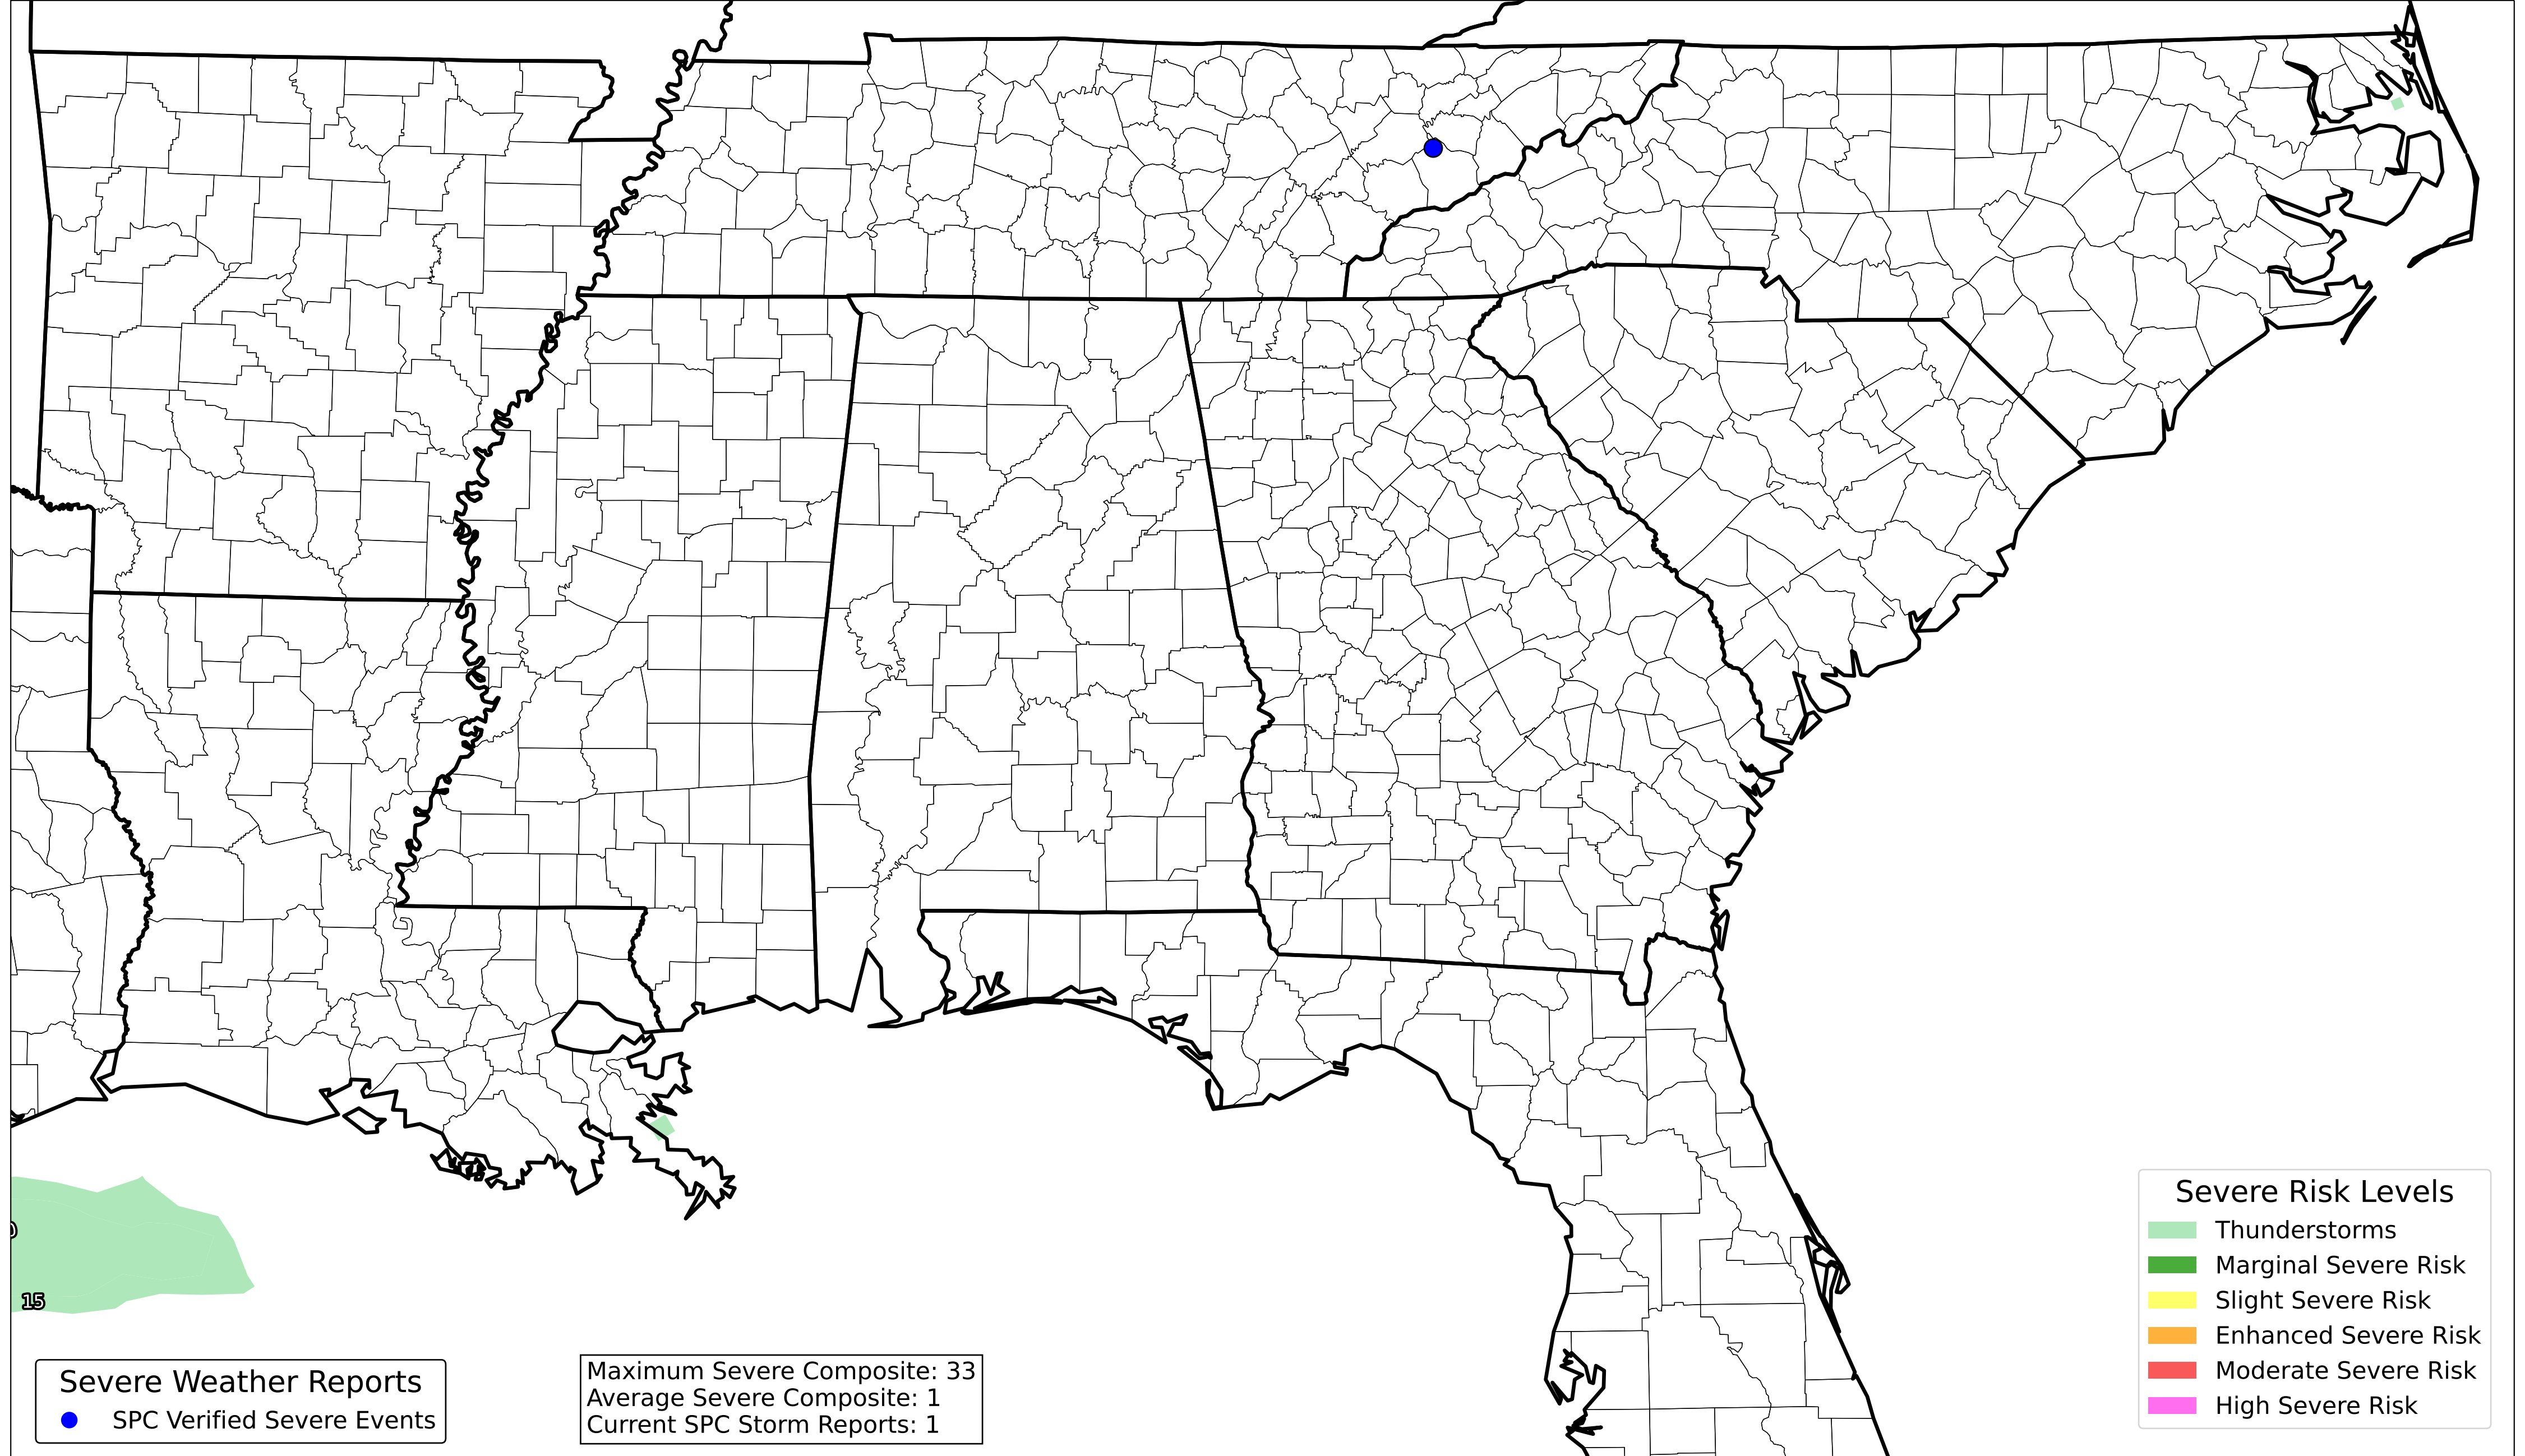 15
Severe Weather Reports
SPC Verified Severe Events
Maximum Severe Composite: 33
Average Severe Composite: 1
Current SPC Storm Reports: 1
Severe Risk Levels
Thunderstorms
Marginal Severe Risk
Slight Severe Risk
Enhanced Severe Risk
Moderate Severe Risk
High Severe Risk